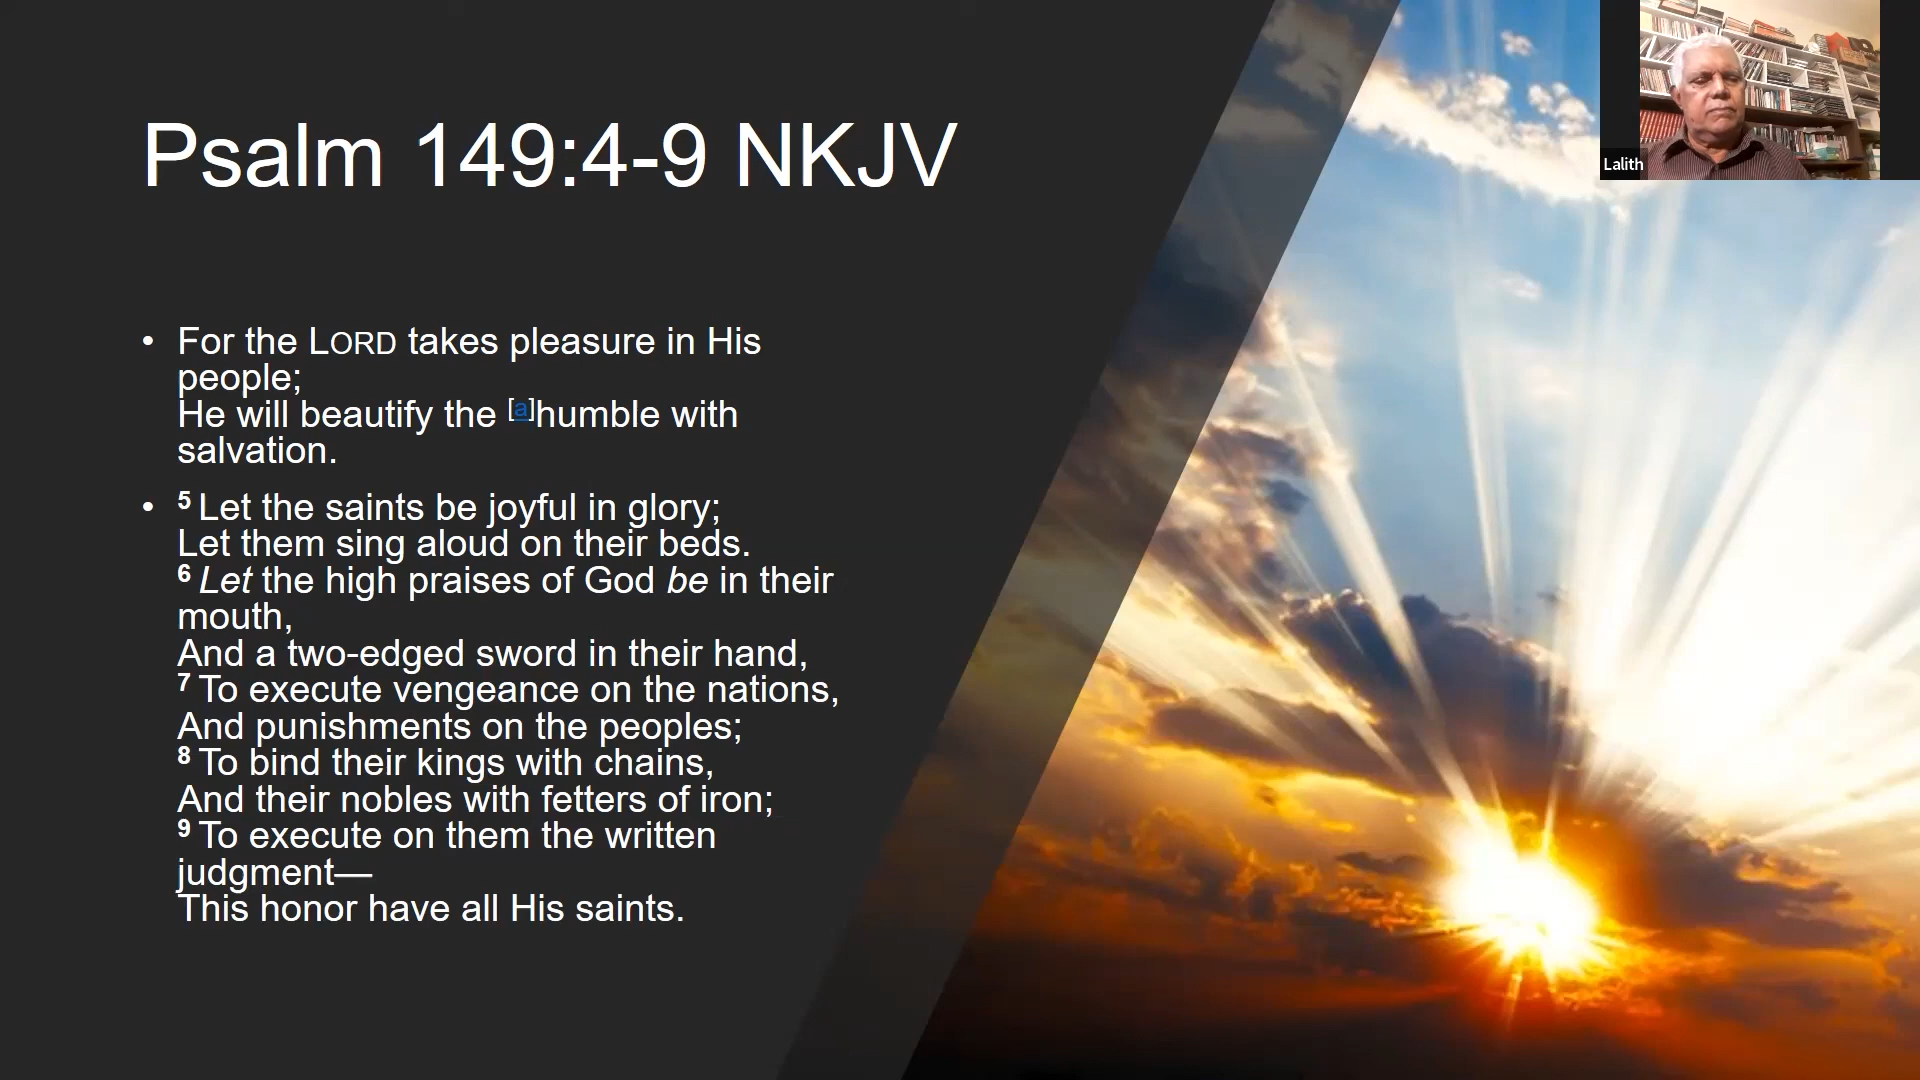 Psalm 149:4-9 NKJV
Lalith
• For the LORD takes pleasure in His
people;
He will beautify the [a]humble with
salvation.
• 5 Let the saints be joyful in glory;
Let them sing aloud on their beds.
6 Let the high praises of God be in their
mouth,
And a two-edged sword in their hand,
7 To execute vengeance on the nations,
And punishments on the peoples;
8 To bind their kings with chains,
And their nobles with fetters of iron;
9 To execute on them the written
judgment—
This honor have all His saints.